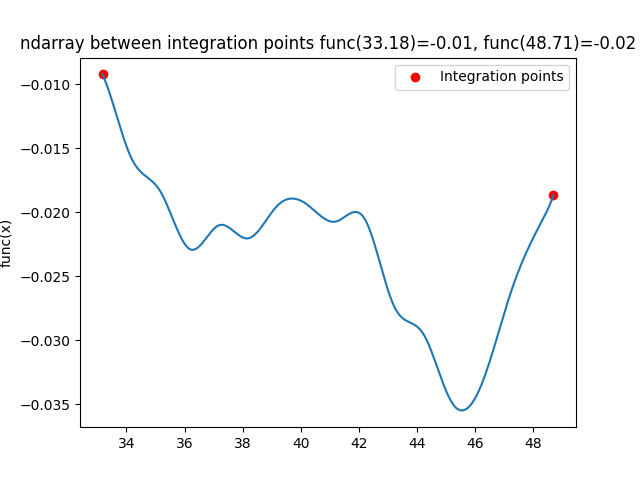 ndarray between integration points func(33.18)=-0.01, func(48.71)=-0.02
Integration points
func(x)
−0.010
−0.015
−0.020
−0.025
−0.030
−0.035
34 36 38 40 42 44 46 48